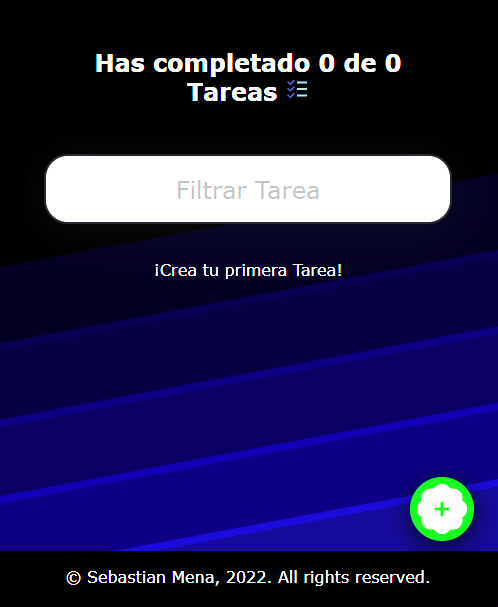 Has completado 0 de 0
Tareas
Filtrar Tarea
¡Crea tu primera Tarea!
+
© Sebastian Mena, 2022. All rights reserved.